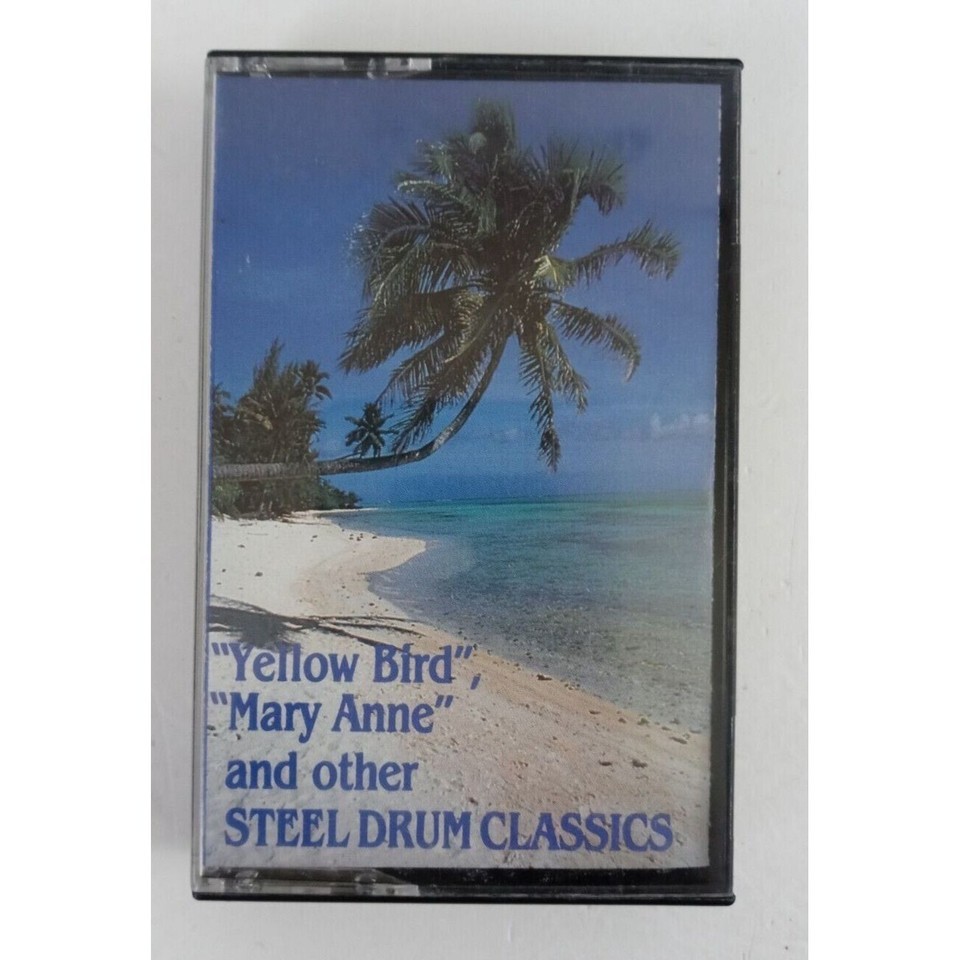 "Yellow Bird",
"Mary Anne"
and other
STEEL DRUM CLASSICS